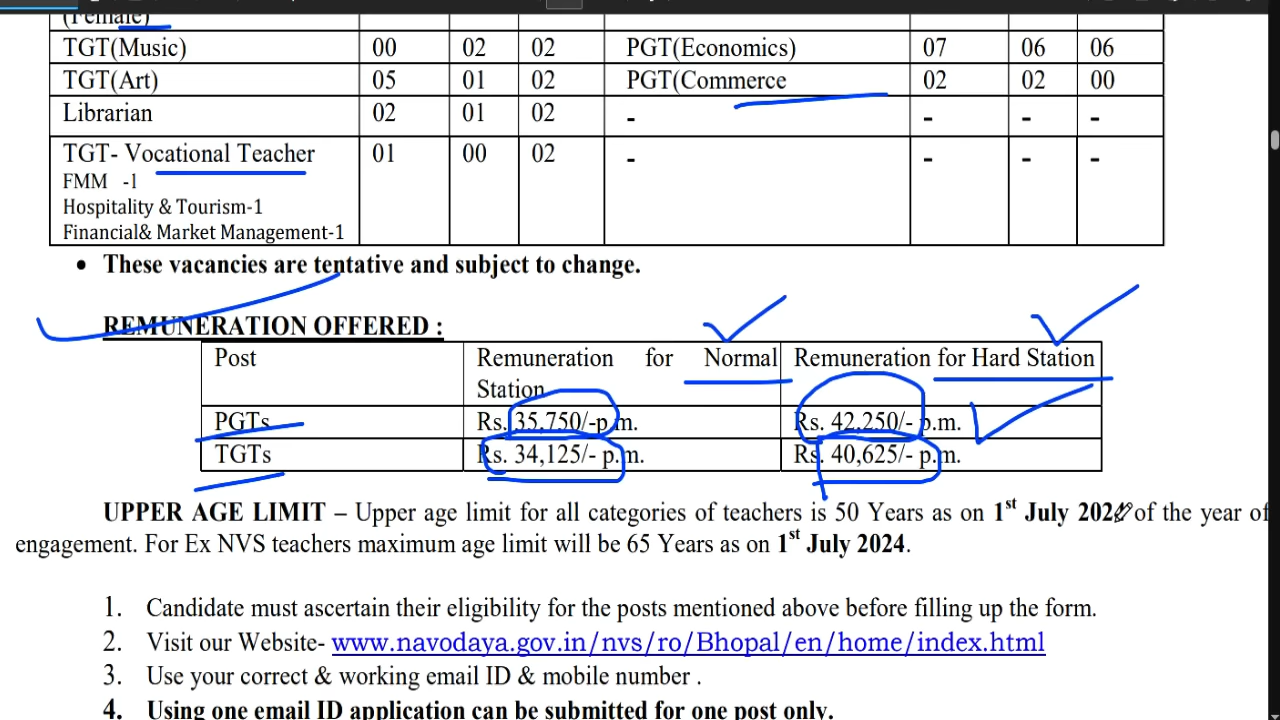 (Female)
TGT(Music) 00 02 02 PGT(Economics) 07 06 06
TGT(Art) 05 01 02 PGT(Commerce 02 02 00
Librarian 02 01 02 - - - -
TGT- Vocational Teacher 01 00 02 - - - -
FMM -1
Hospitality & Tourism-1
Financial& Market Management-1
• These vacancies are tentative and subject to change.
REMUNERATION OFFERED :
Post Remuneration for Normal Station Remuneration for Hard Station
PGTs Rs. 35,750/-p.m. Rs. 42,250/- p.m.
TGTs Rs. 34,125/- p.m. Rs. 40,625/- p.m.
UPPER AGE LIMIT – Upper age limit for all categories of teachers is 50 Years as on 1st July 2024 of the year of
engagement. For Ex NVS teachers maximum age limit will be 65 Years as on 1st July 2024.
1. Candidate must ascertain their eligibility for the posts mentioned above before filling up the form.
2. Visit our Website- www.navodaya.gov.in/nvs/ro/Bhopal/en/home/index.html
3. Use your correct & working email ID & mobile number .
4. Using one email ID application can be submitted for one post only.